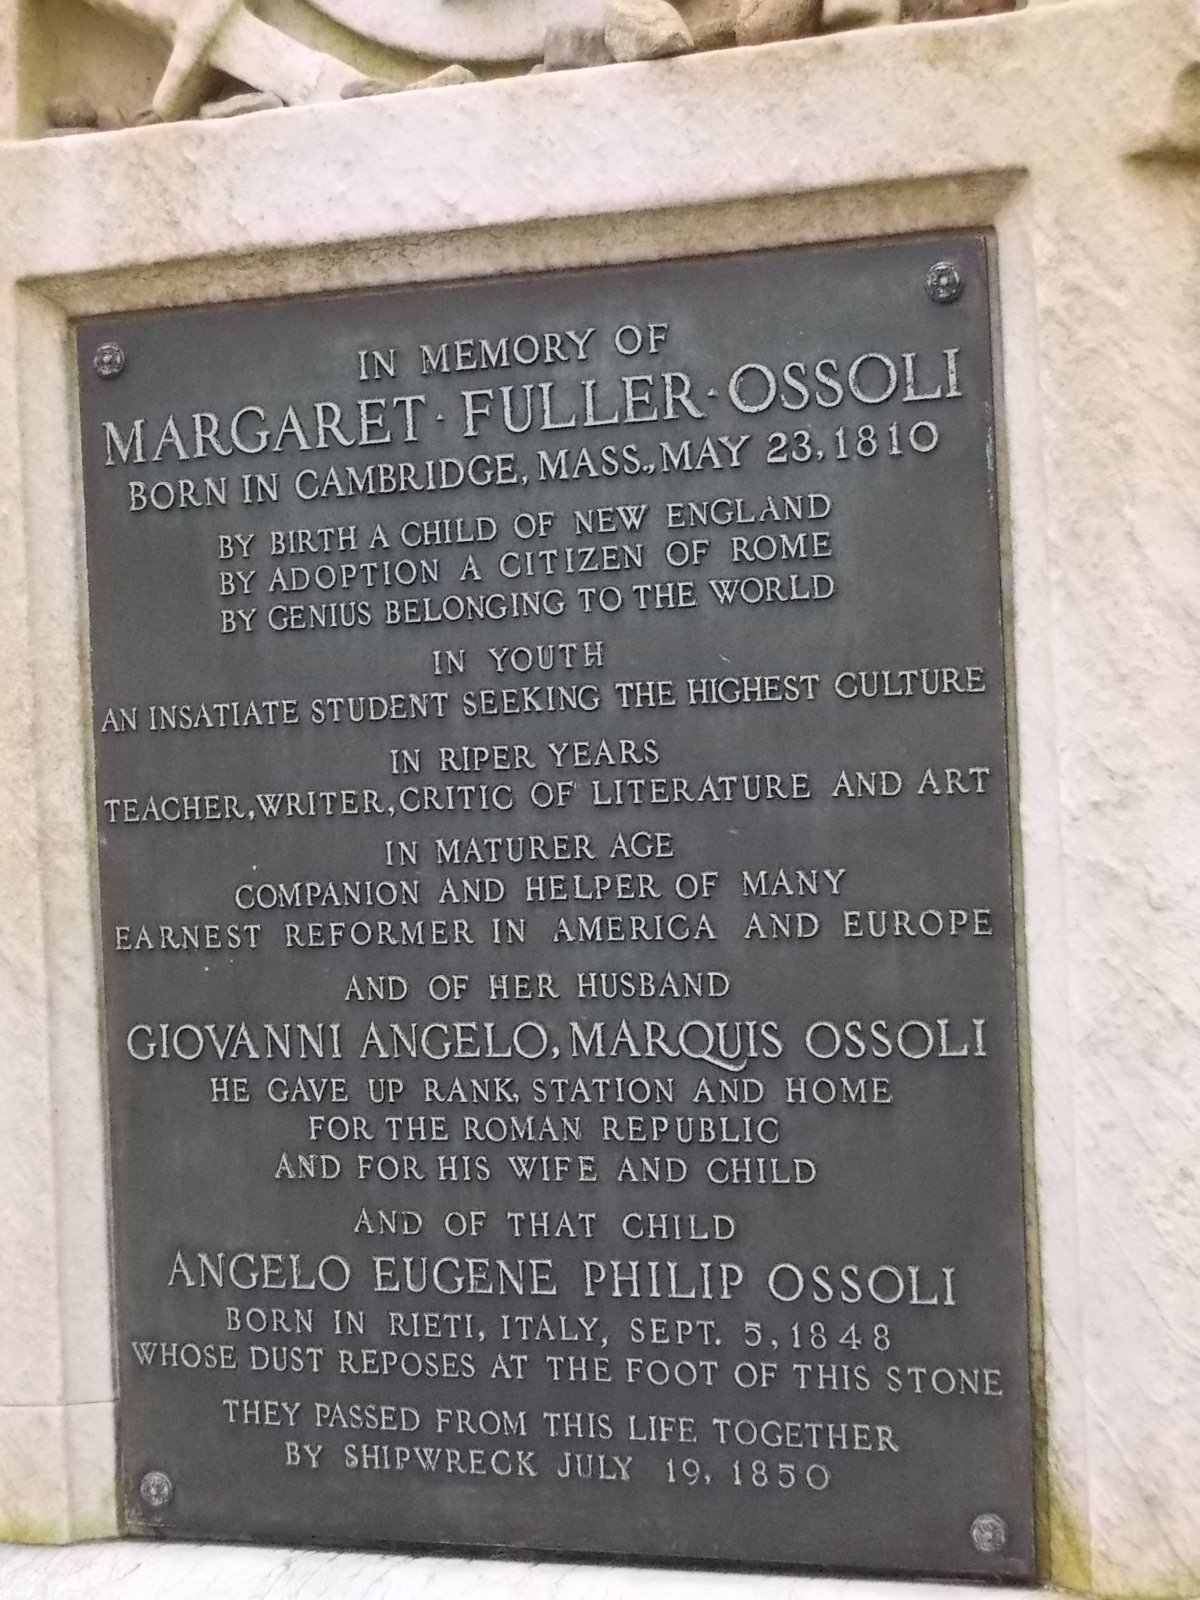 IN MEMORY OF
MARGARET · FULLER · OSSOLI
BORN IN CAMBRIDGE, MASS., MAY 23, 1810
BY BIRTH A CHILD OF NEW ENGLAND
BY ADOPTION A CITIZEN OF ROME
BY GENIUS BELONGING TO THE WORLD
IN YOUTH
AN INSATIATE STUDENT SEEKING THE HIGHEST CULTURE
IN RIPER YEARS
TEACHER, WRITER, CRITIC OF LITERATURE AND ART
IN MATURER AGE
COMPANION AND HELPER OF MANY
EARNEST REFORMER IN AMERICA AND EUROPE
AND OF HER HUSBAND
GIOVANNI ANGELO, MARQUIS OSSOLI
HE GAVE UP RANK, STATION AND HOME
FOR THE ROMAN REPUBLIC
AND FOR HIS WIFE AND CHILD
AND OF THAT CHILD
ANGELO EUGENE PHILIP OSSOLI
BORN IN RIETI, ITALY, SEPT. 5, 1848
WHOSE DUST REPOSES AT THE FOOT OF THIS STONE
THEY PASSED FROM THIS LIFE TOGETHER
BY SHIPWRECK JULY 19, 1850